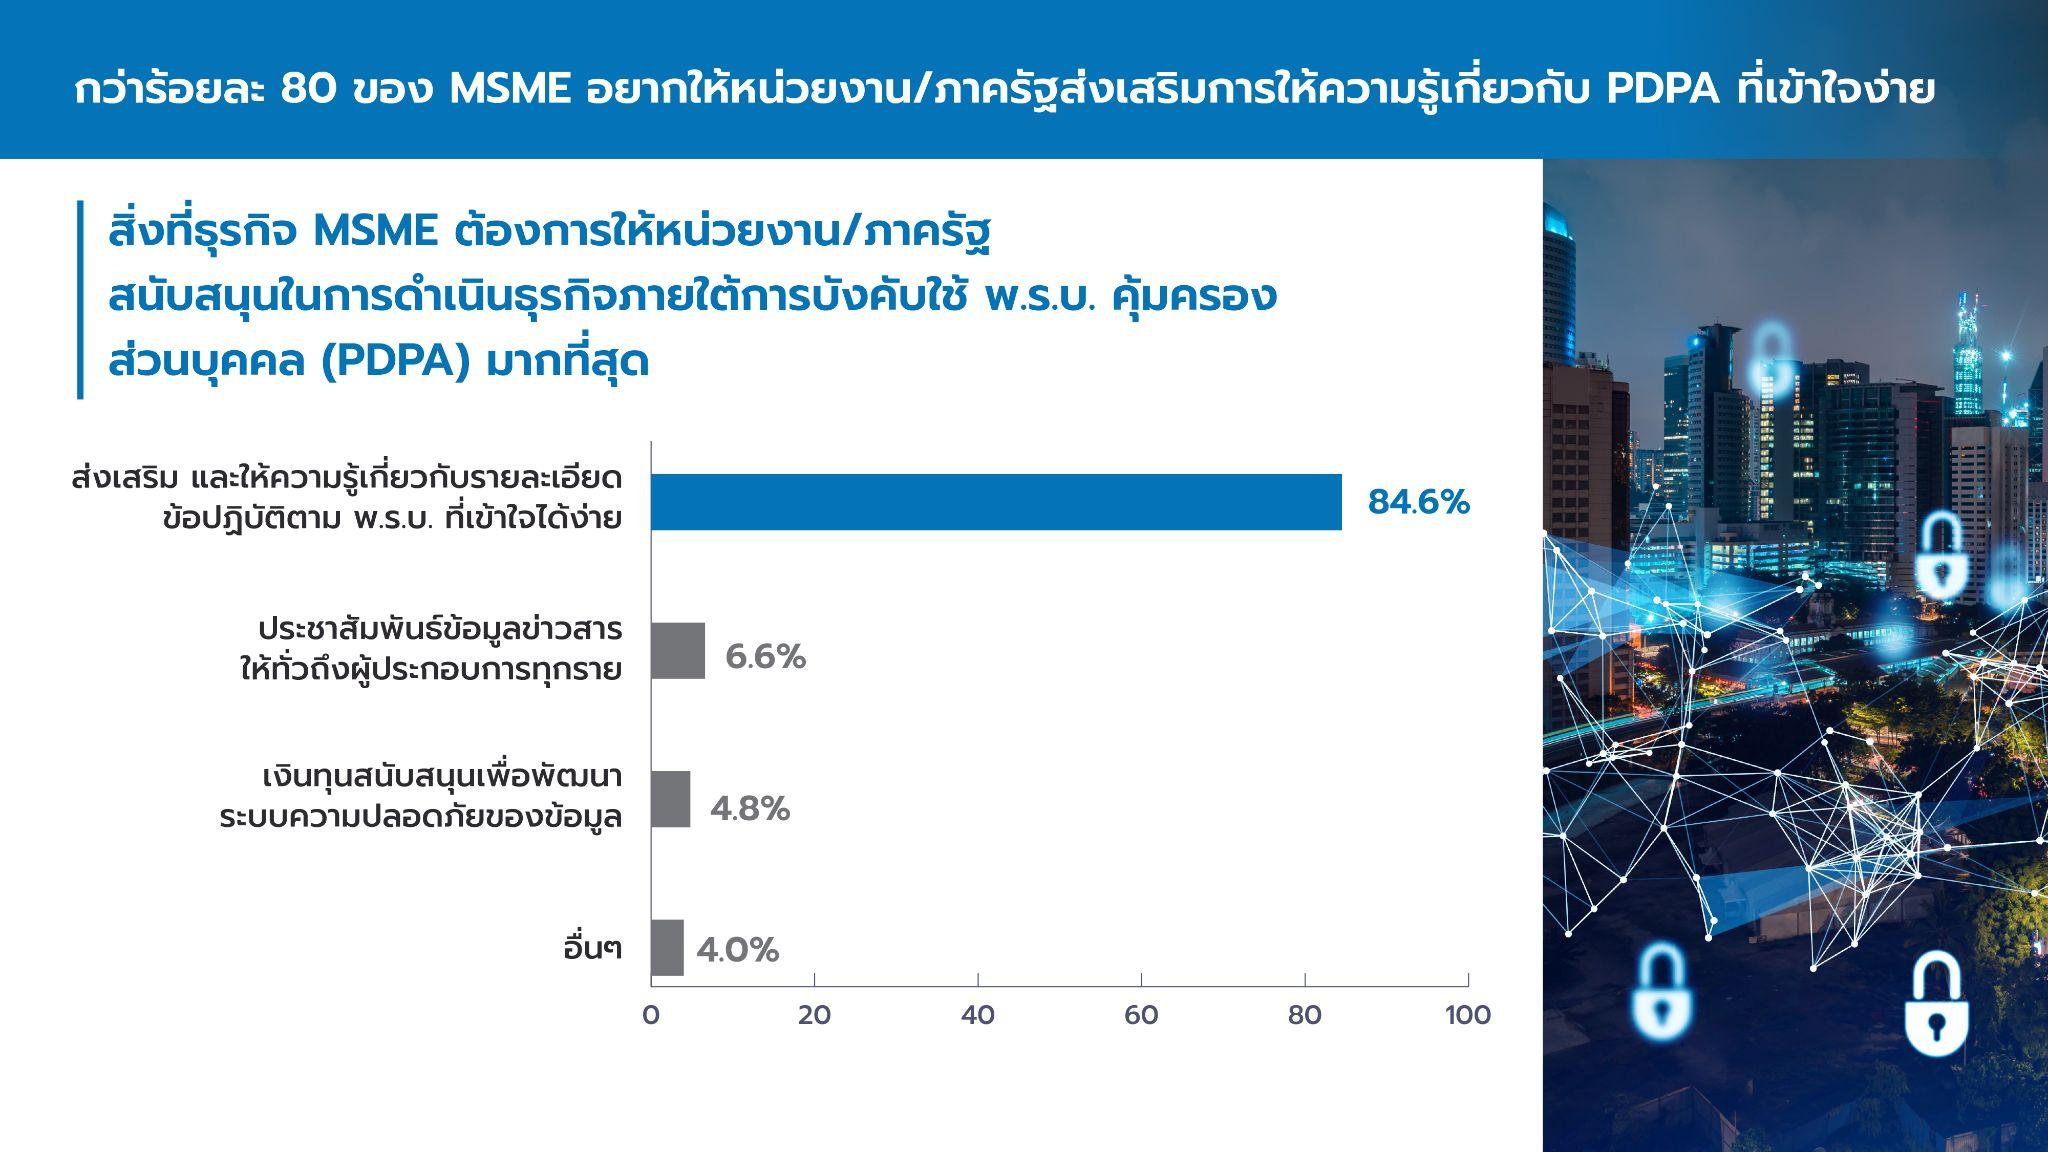 กว่าร้อยละ 80 ของ MSME อยากให้หน่วยงาน/ภาครัฐส่งเสริมการให้ความรู้เกี่ยวกับ PDPA ที่เข้าใจง่าย
สิ่งที่ธุรกิจ MSME ต้องการให้หน่วยงาน/ภาครัฐ
สนับสนุนในการดำเนินธุรกิจภายใต้การบังคับใช้ พ.ร.บ. คุ้มครอง
ส่วนบุคคล (PDPA) มากที่สุด
ส่งเสริม และให้ความรู้เกี่ยวกับรายละเอียด
ข้อปฏิบัติตาม พ.ร.บ. ที่เข้าใจได้ง่าย
84.6%
ประชาสัมพันธ์ข้อมูลข่าวสาร
ให้ทั่วถึงผู้ประกอบการทุกราย
6.6%
เงินทุนสนับสนุนเพื่อพัฒนา
ระบบความปลอดภัยของข้อมูล
4.8%
อื่นๆ
4.0%
0 20 40 60 80 100